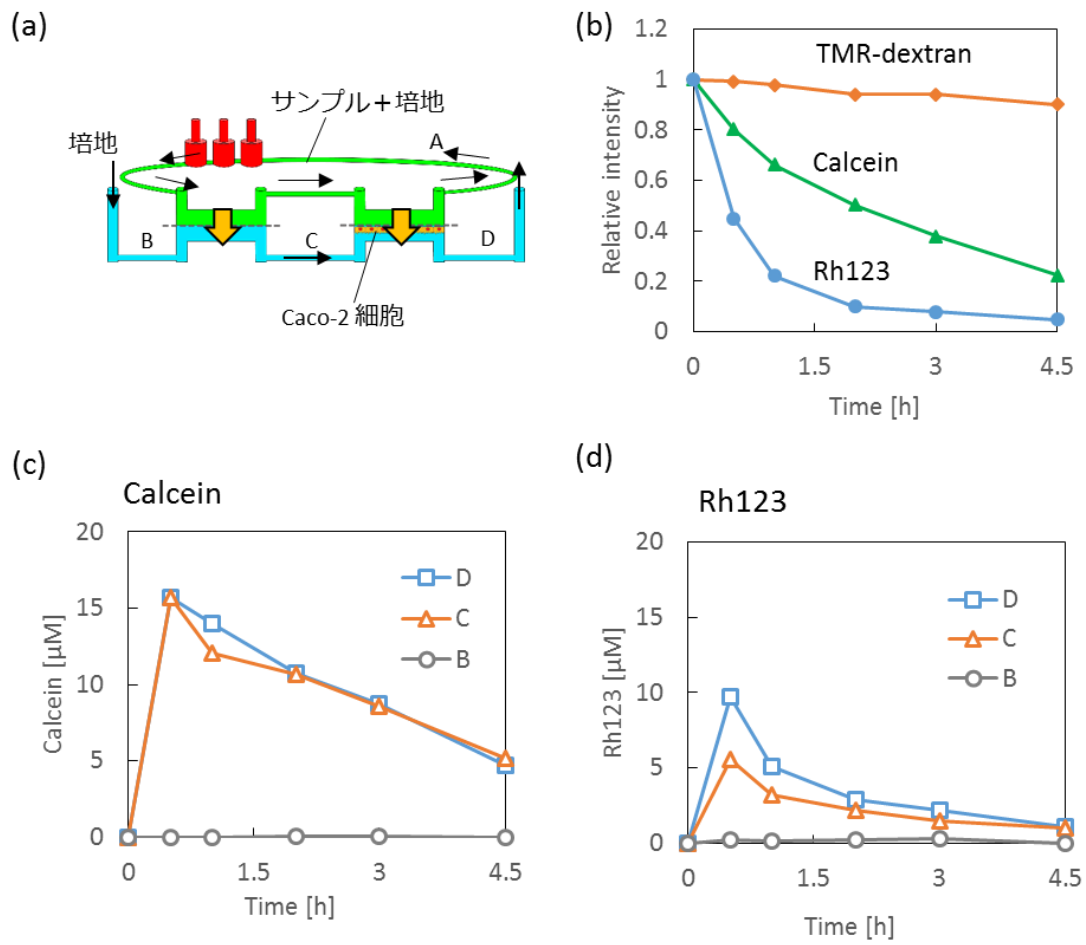 (a)
サンプル＋培地
培地
A
B
C
D
Caco-2 細胞
(b)
1.2
1
0.8
0.6
0.4
0.2
0
Relative intensity
TMR-dextran
Calcein
Rh123
0
1.5
3
4.5
Time [h]
(c)
Calcein
20
15
10
5
0
Calcein [μM]
D
C
B
0
1.5
3
4.5
Time [h]
(d)
Rh123
20
15
10
5
0
Rh123 [μM]
D
C
B
0
1.5
3
4.5
Time [h]